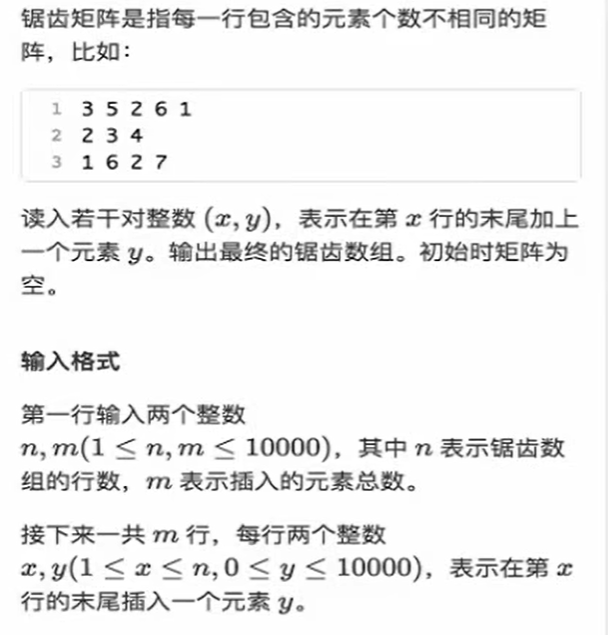 锯齿矩阵是指每一行包含的元素个数不相同的矩
阵，比如：
1 3 5 2 6 1
2 2 3 4
3 1 6 2 7
读入若干对整数 (x, y)，表示在第 x 行的末尾加上
一个元素 y。输出最终的锯齿数组。初始时矩阵为
空。
输入格式
第一行输入两个整数
n, m(1 ≤ n, m ≤ 10000)，其中 n 表示锯齿数
组的行数，m 表示插入的元素总数。
接下来一共 m 行，每行两个整数
x, y(1 ≤ x ≤ n, 0 ≤ y ≤ 10000)，表示在第 x
行的末尾插入一个元素 y。